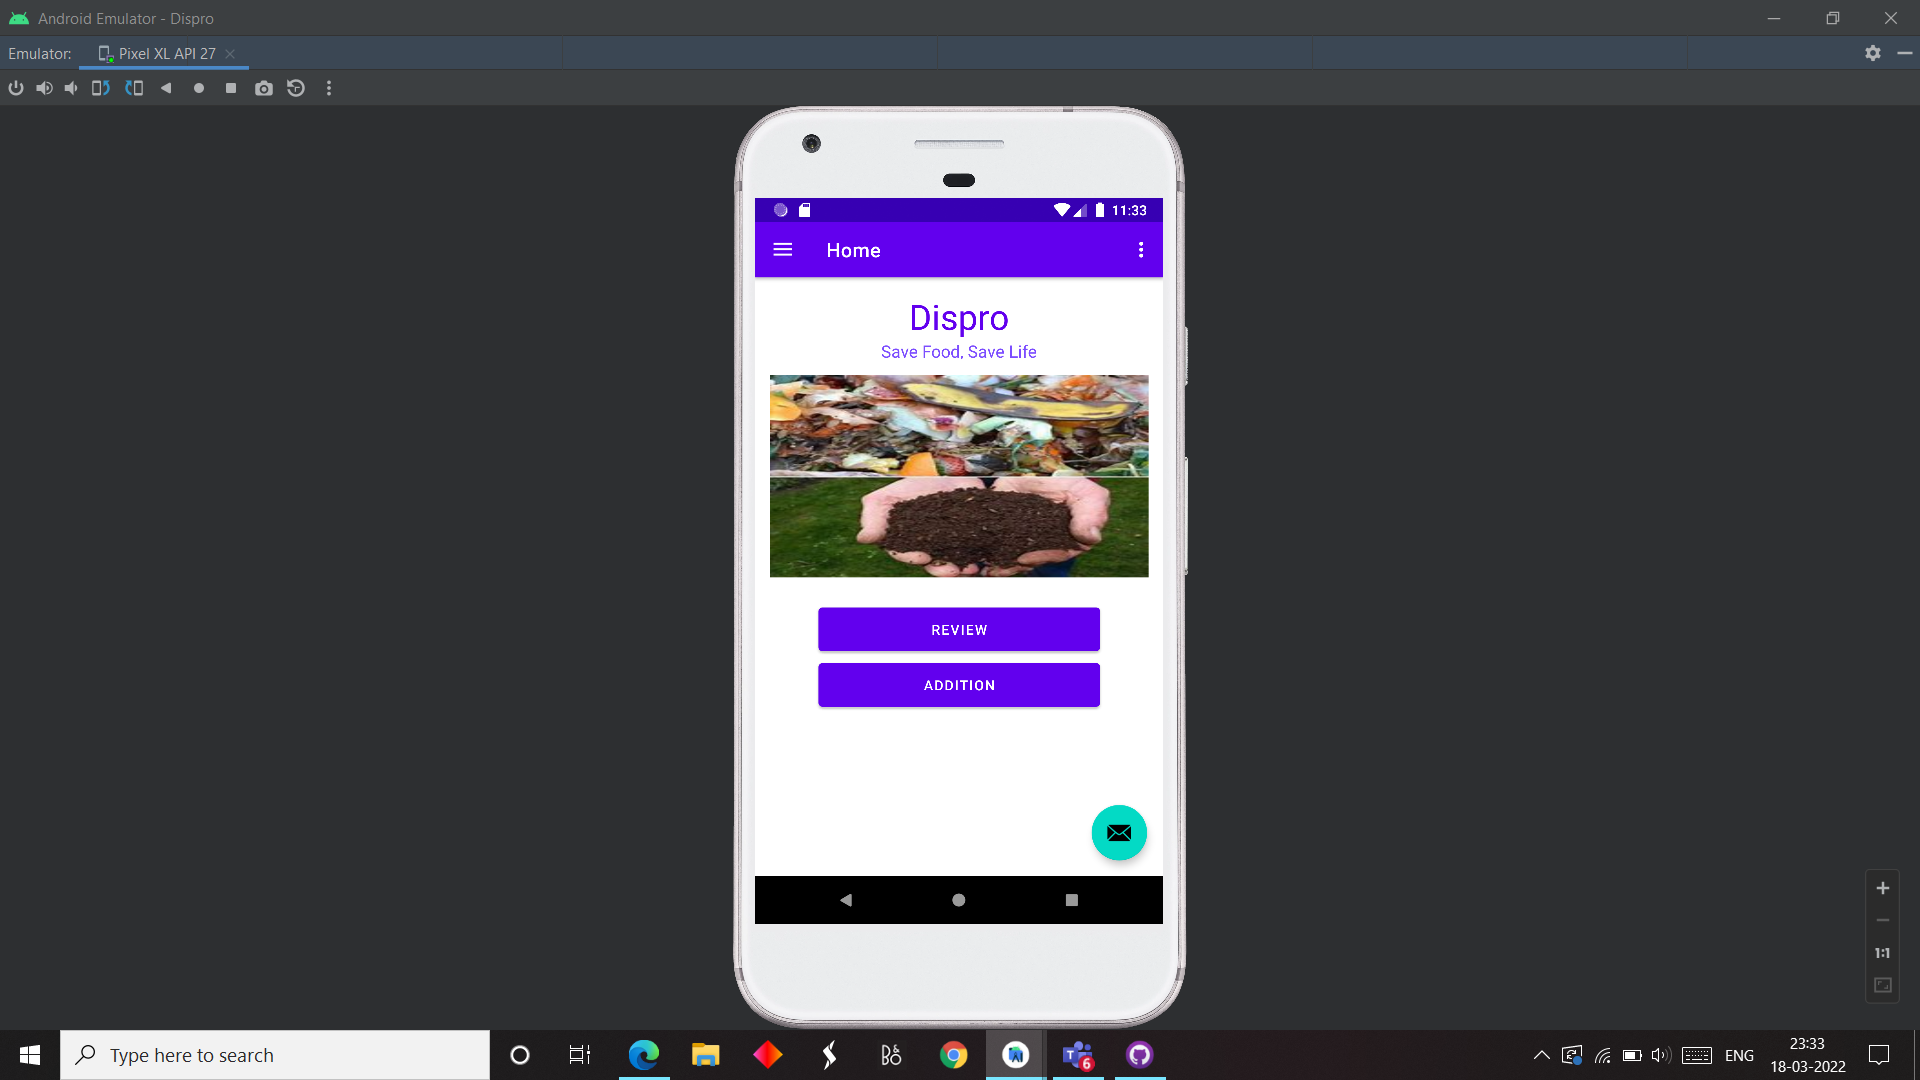 Android Emulator - Dispro
Emulator: Pixel XL API 27
11:33
Home
Dispro
Save Food, Save Life
REVIEW
ADDITION
1:1
Type here to search
6
ENG
23:33
18-03-2022